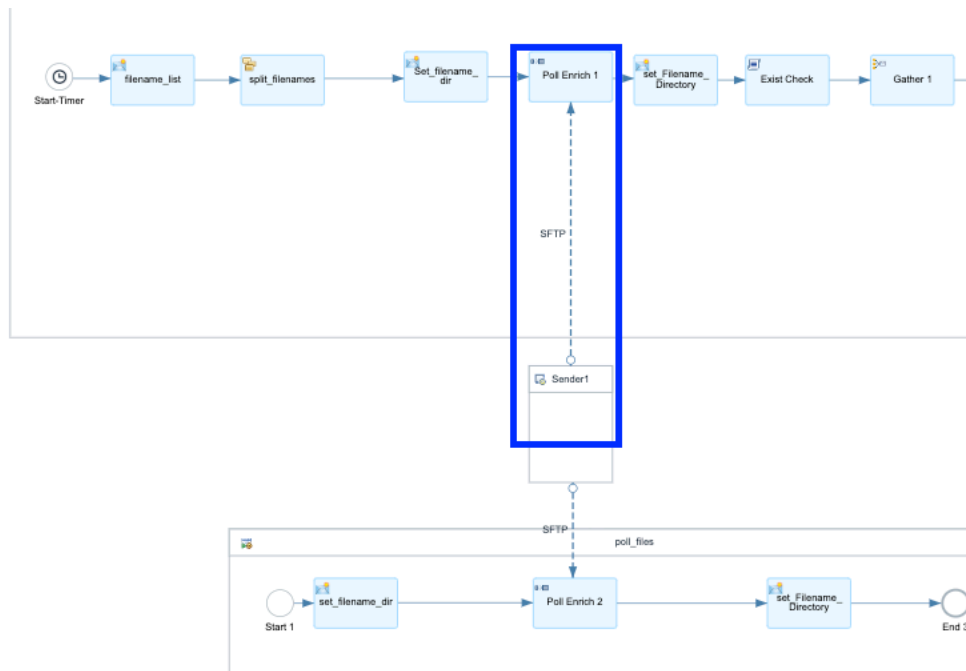 Start-Timer
filename_list
split_filenames
Set_filename_
dir
Poll Enrich 1
set_Filename_
Directory
Exist Check
Gather 1
SFTP
Sender1
SFTP
poll_files
Start 1
set_filename_dir
Poll Enrich 2
set_Filename_
Directory
End 3